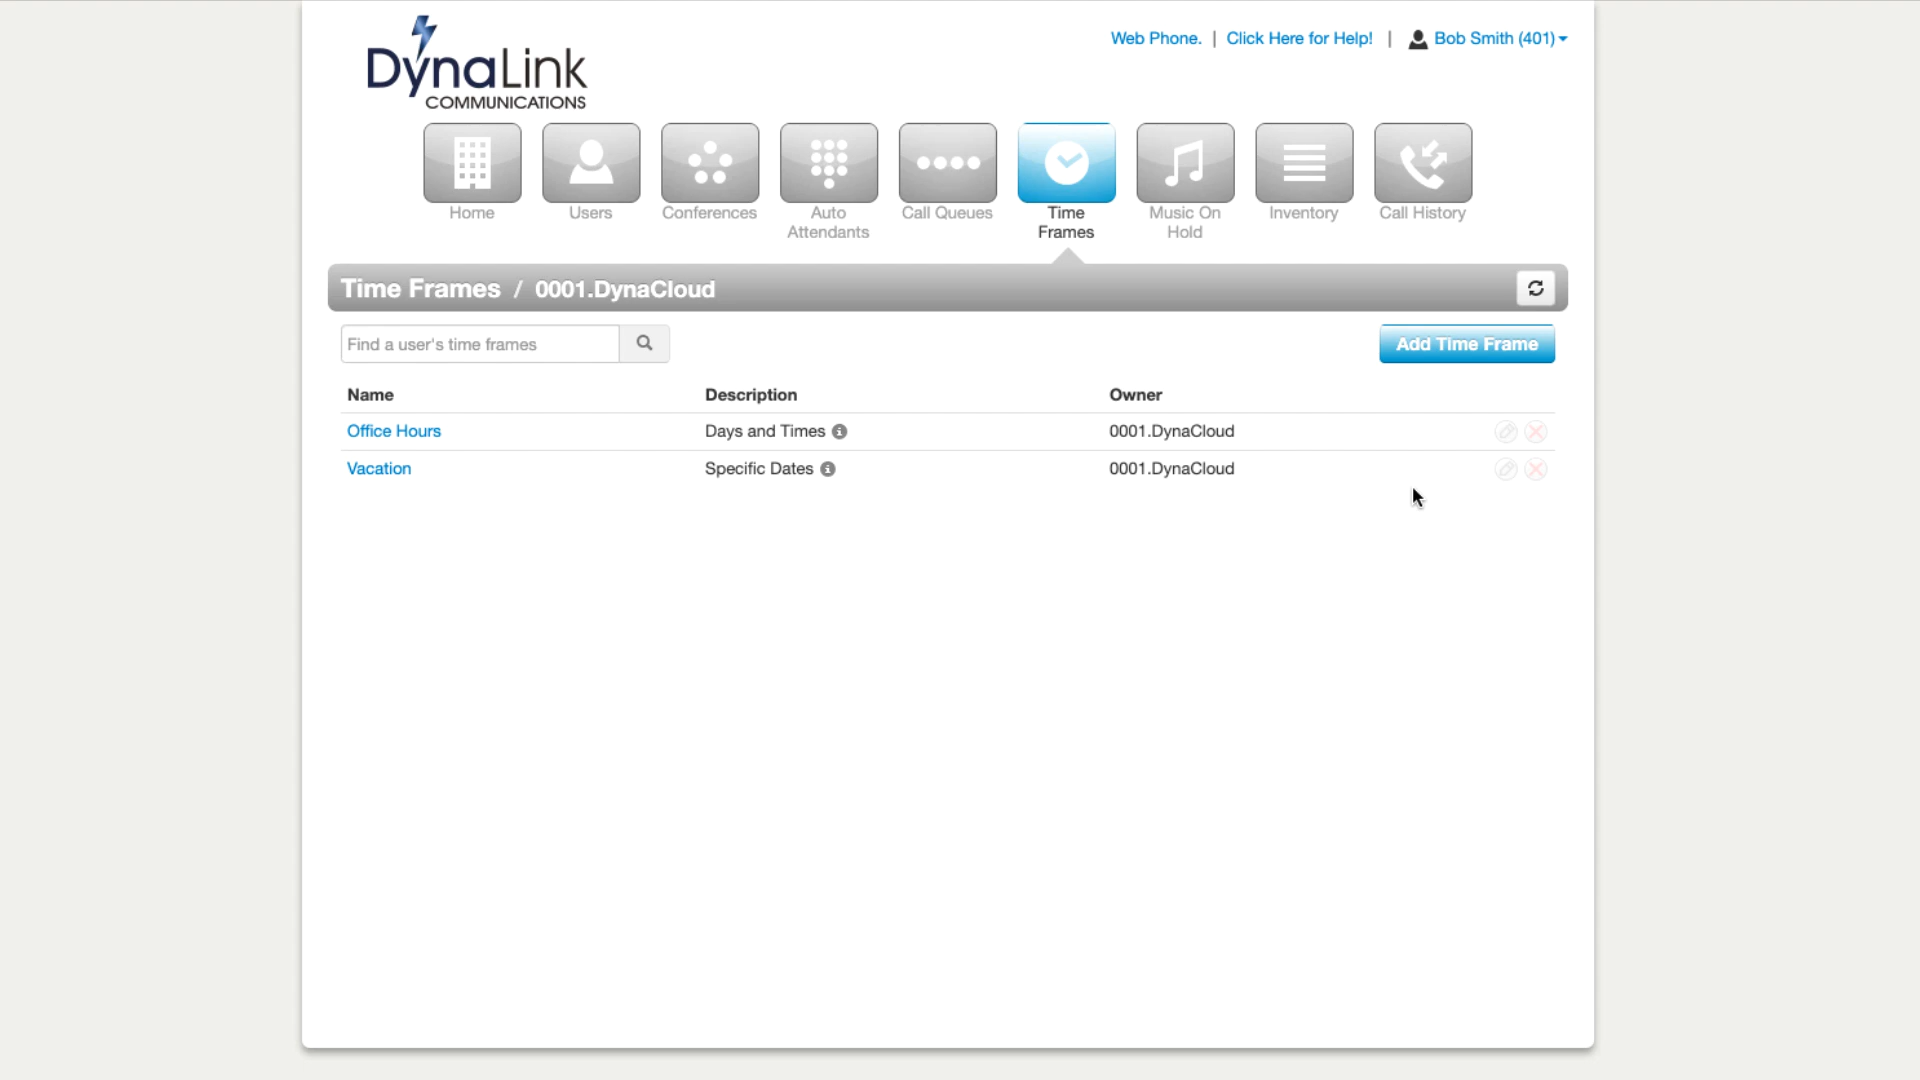 DynaLink
COMMUNICATIONS
Web Phone. | Click Here for Help! | Bob Smith (401)
Home
Users
Conferences
Auto
Attendants
Call Queues
Time
Frames
Music On
Hold
Inventory
Call History
Time Frames / 0001.DynaCloud
Find a user's time frames
Add Time Frame
Name Description Owner
Office Hours Days and Times 0001.DynaCloud
Vacation Specific Dates 0001.DynaCloud